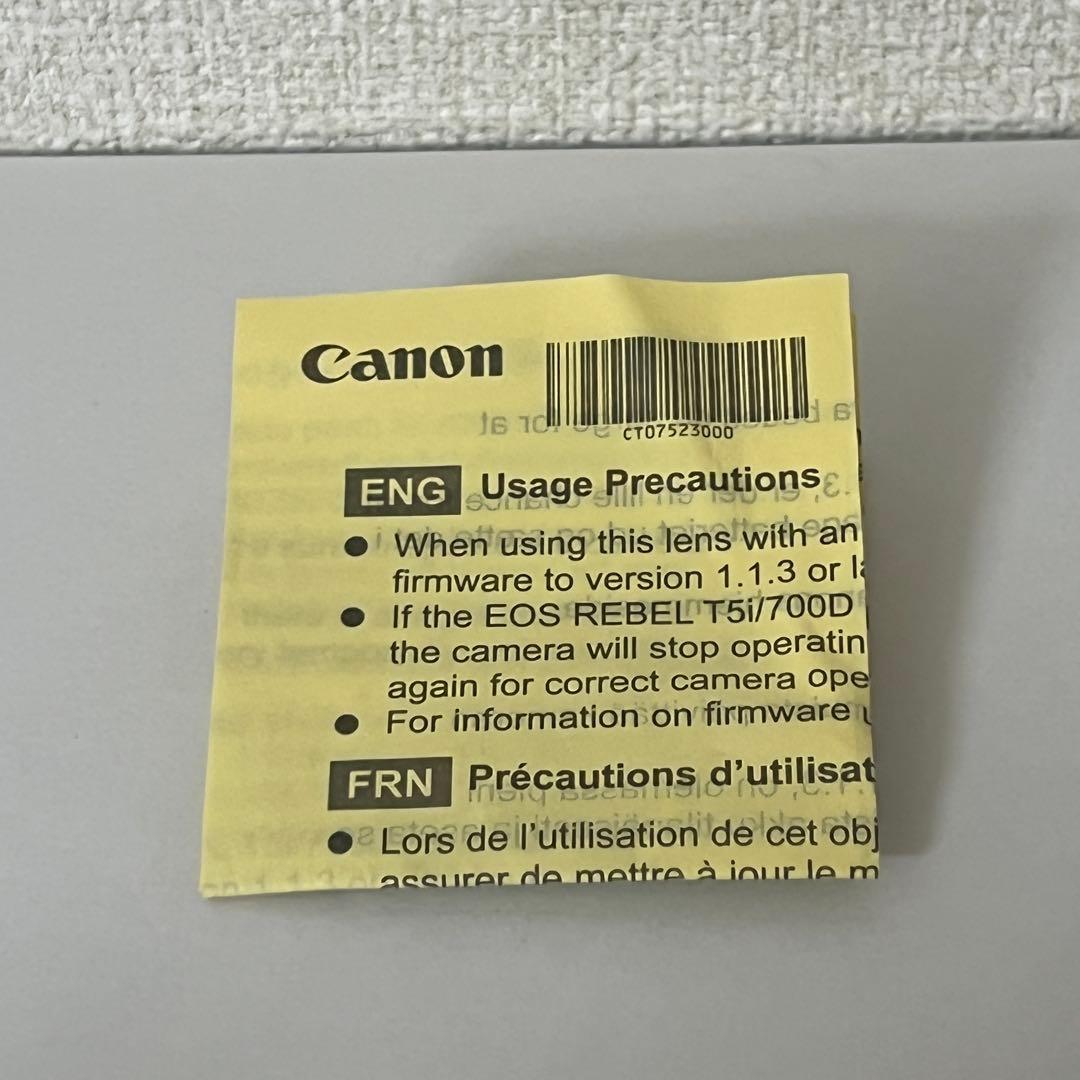 Canon
CT07523000
ENG Usage Precautions
● When using this lens with an
firmware to version 1.1.3 or
● If the EOS REBEL T5i/700D
the camera will stop operatin
again for correct camera ope
● For information on firmware
FRN Précautions d’utilisat
● Lors de l’utilisation de cet obj
assurer de mettre à jour le m